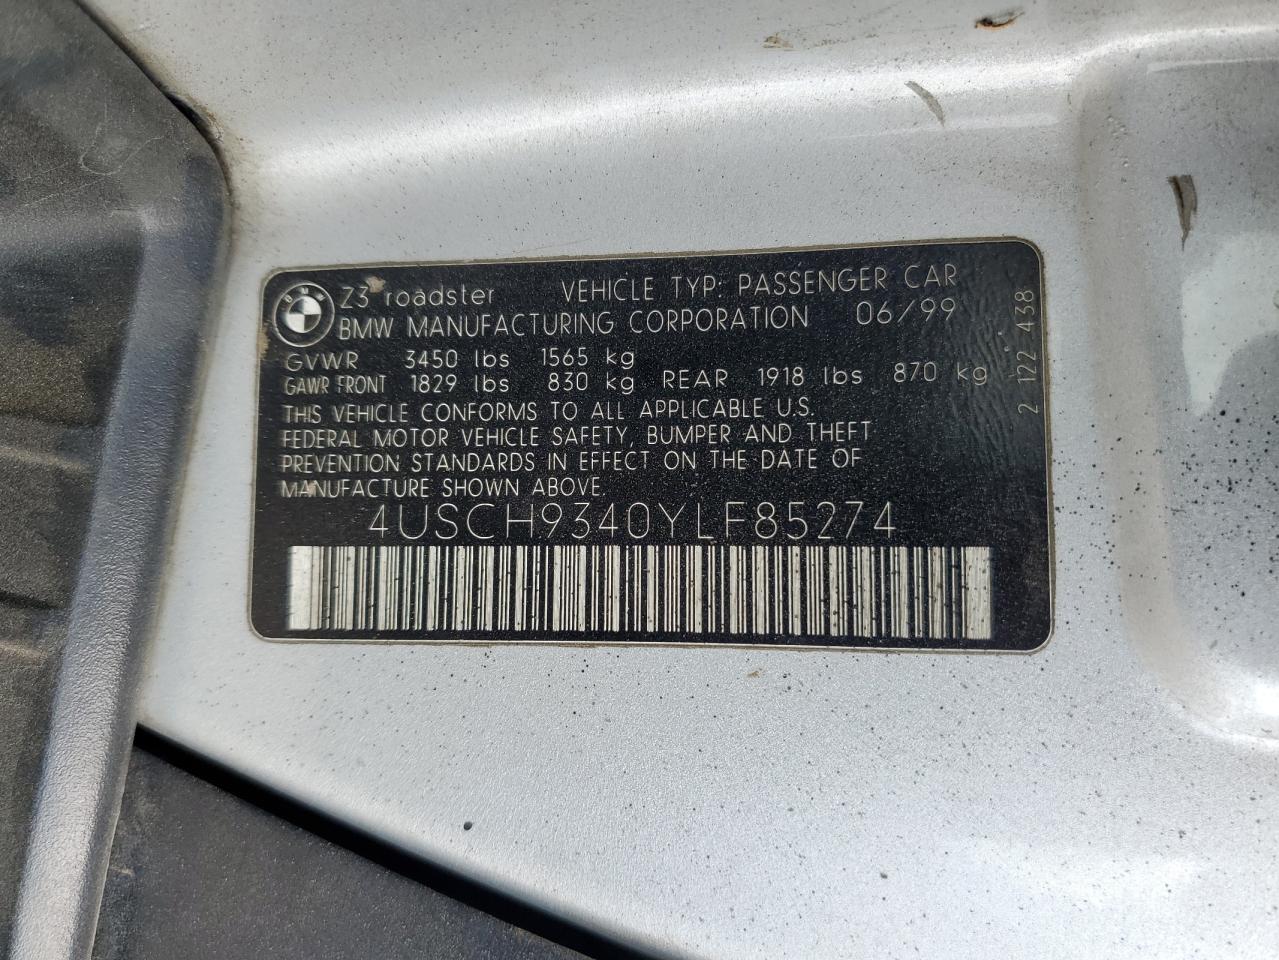 BMW
Z3 roadster VEHICLE TYP: PASSENGER CAR
BMW MANUFACTURING CORPORATION 06/99
GVWR 3450 lbs 1565 kg
GAWR FRONT 1829 lbs 830 kg REAR 1918 lbs 870 kg
THIS VEHICLE CONFORMS TO ALL APPLICABLE U.S.
FEDERAL MOTOR VEHICLE SAFETY, BUMPER AND THEFT
PREVENTION STANDARDS IN EFFECT ON THE DATE OF
MANUFACTURE SHOWN ABOVE.
4USCH9340YLF85274
2 122 438